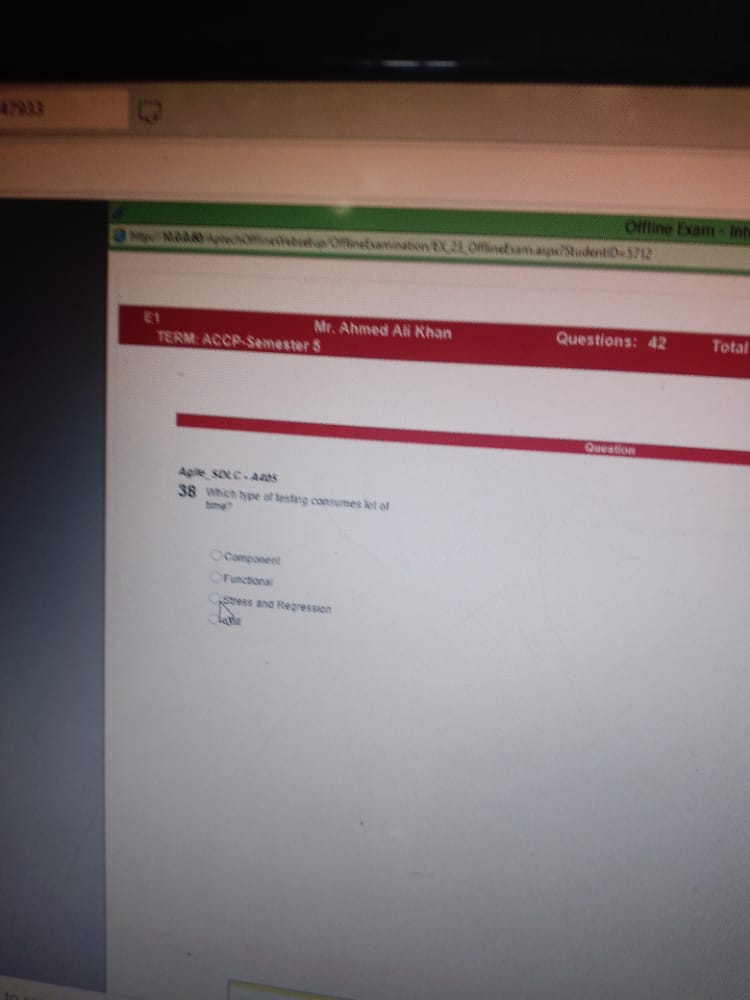 47933
Offline Exam - Int
http://10.0.0.80/AptechOfflineWebsetup/OfflineExamination/EX_23_OfflineExam.aspx?StudentID=5712
E1 Mr. Ahmed Ali Khan Questions: 42 Total
TERM: ACCP-Semester 5
Question
Agile_SDLC - A405
38 Which type of testing consumes lot of
time?
Component
Functional
Stress and Regression